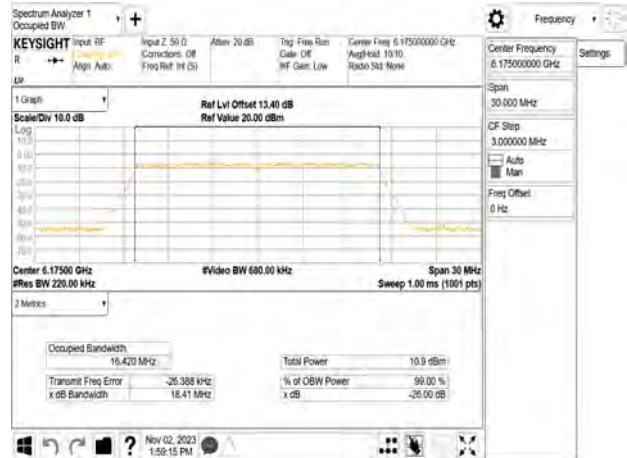 Spectrum Analyzer 1
Occupied BW
Frequency
KEYSIGHT
Input: RF
Input Z: 50 Ω
Atten: 20 dB
Trig: Free Run
Center Freq: 6.175000000 GHz
R
Corrections: Off
Gate: Off
Avg|Hold: 10/10
Align: Auto
Freq Ref: Int (S)
#IF Gain: Low
Radio Std: None
Center Frequency
6.175000000 GHz
Settings
Span
30.000 MHz
CF Step
3.000000 MHz
Auto
Man
Freq Offset
0 Hz
1 Graph
Ref Lvl Offset 13.40 dB
Scale/Div 10.0 dB
Ref Value 20.00 dBm
Log
Center 6.17500 GHz
#Video BW 680.00 kHz
Span 30 MHz
#Res BW 220.00 kHz
Sweep 1.00 ms (1001 pts)
2 Metrics
Occupied Bandwidth
16.420 MHz
Total Power
10.9 dBm
Transmit Freq Error
-26.388 kHz
% of OBW Power
99.00 %
x dB Bandwidth
18.41 MHz
x dB
-26.00 dB
?
Nov 02, 2023
1:59:15 PM